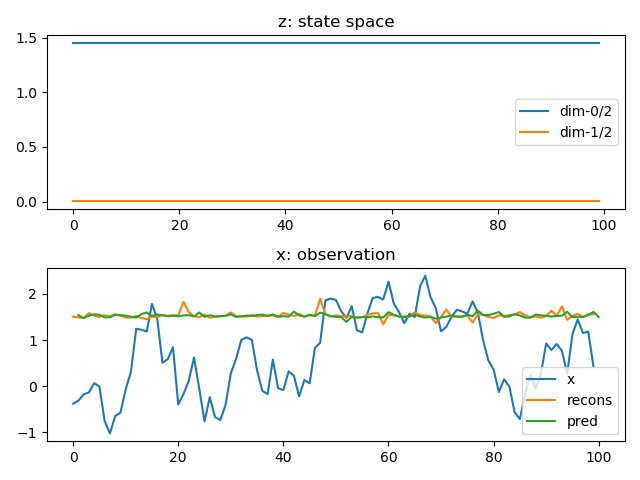 z: state space
1.5
1.0
0.5
0.0
dim-0/2
dim-1/2
0 20 40 60 80 100
x: observation
2
1
0
−1
x
recons
pred
0 20 40 60 80 100